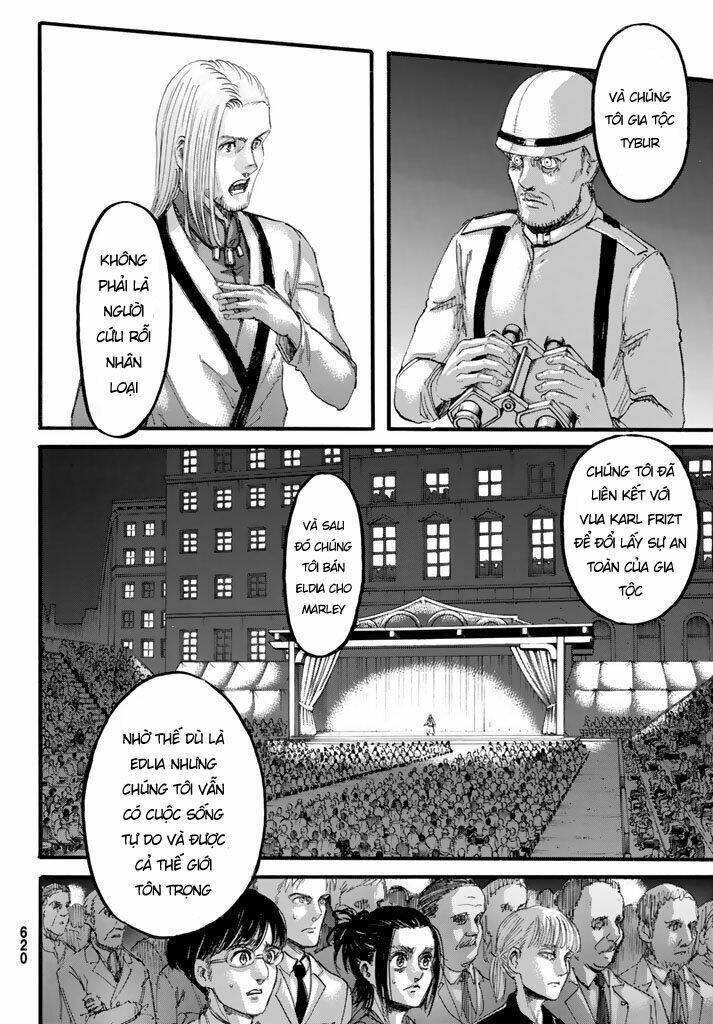 VÀ CHÚNG
TÔI GIA TỘC
TYBUR
KHÔNG
PHẢI LÀ
NGƯỜI
CỨU RỖI
NHÂN
LOẠI
CHÚNG TÔI ĐÃ
LIÊN KẾT VỚI
VUA KARL FRIZT
ĐỂ ĐỔI LẤY SỰ AN
TOÀN CỦA GIA
TỘC
VÀ SAU
ĐÓ CHÚNG
TÔI BÁN
ELDIA CHO
MARLEY
NHỜ THẾ DÙ LÀ
EDLIA NHƯNG
CHÚNG TÔI VẪN
CÓ CUỘC SỐNG
TỰ DO VÀ ĐƯỢC
CẢ THẾ GIỚI
TÔN TRỌNG
620